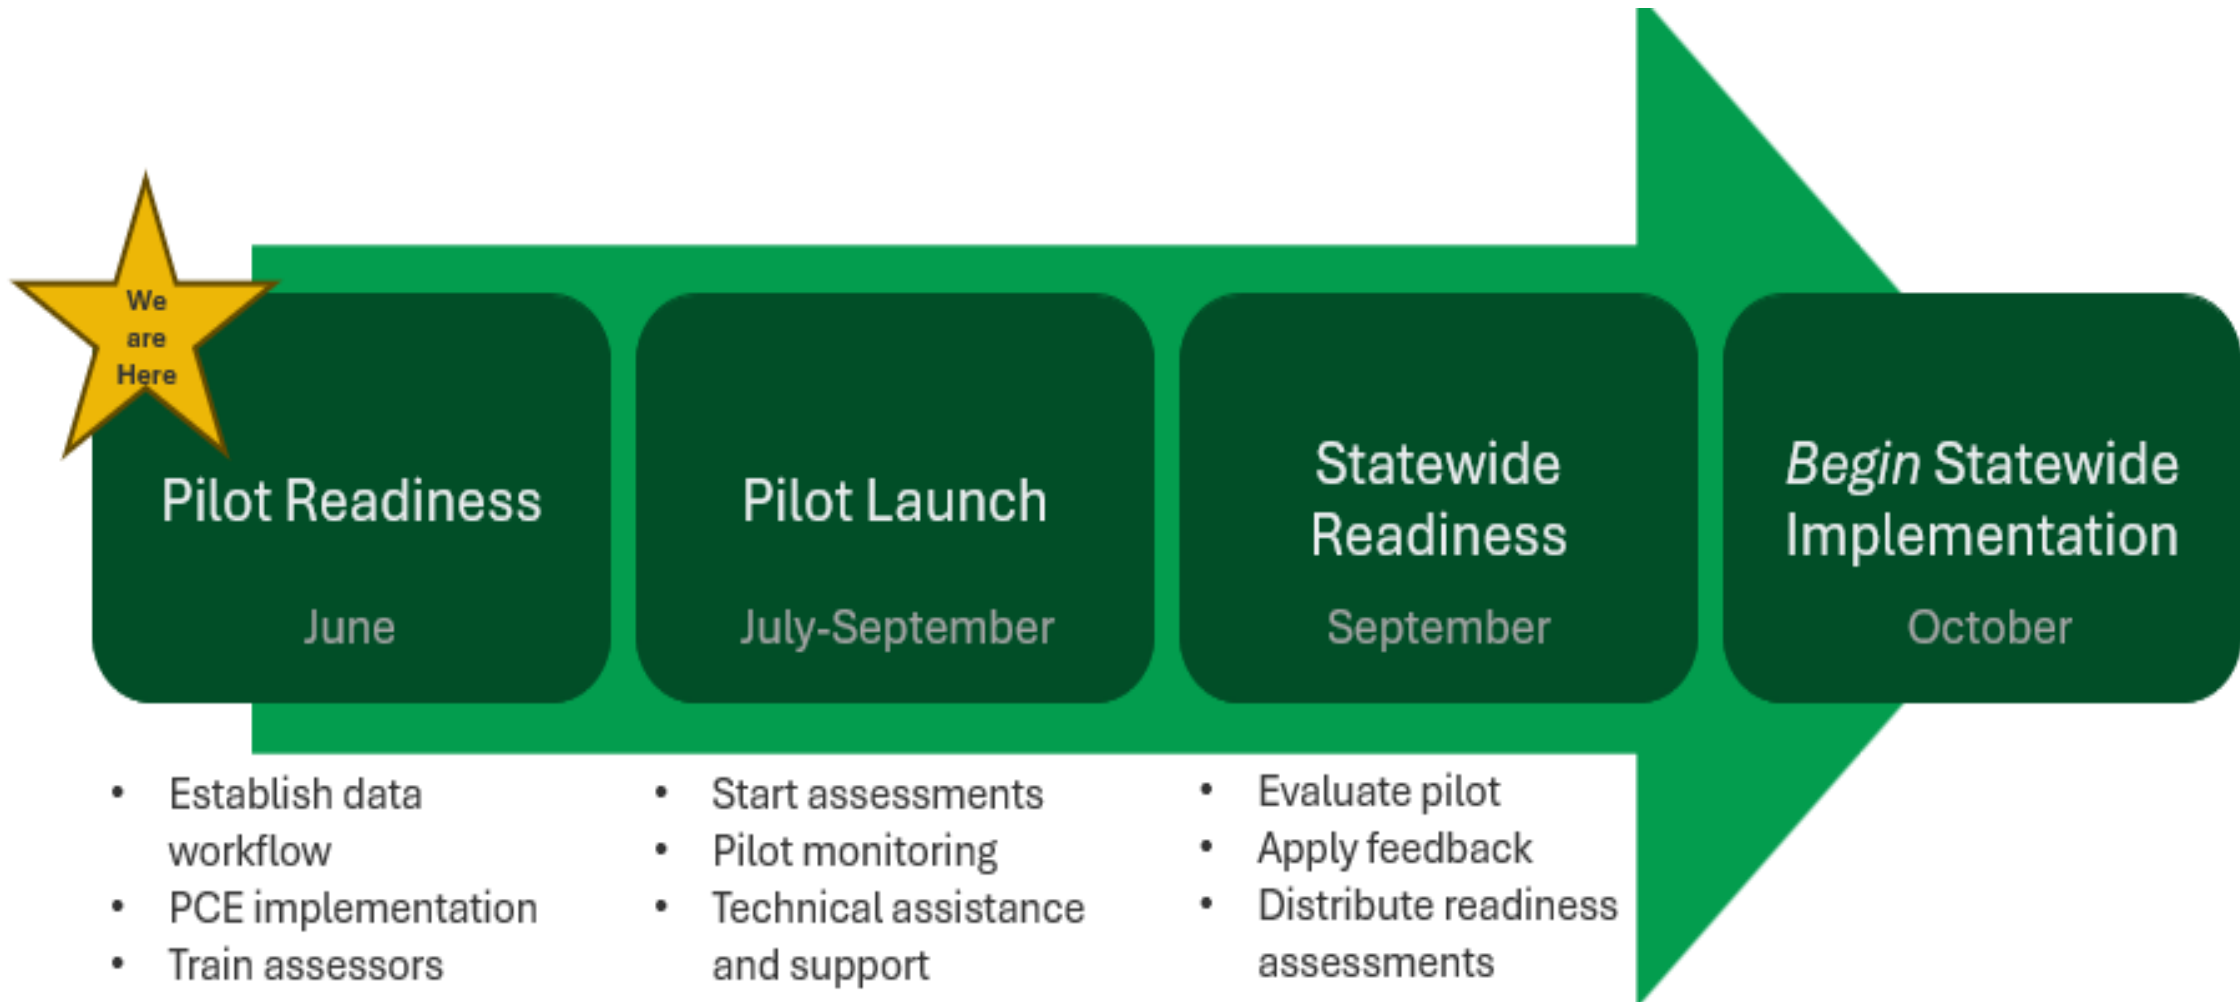 We
are
Here
Pilot Readiness
June
Pilot Launch
July-September
Statewide
Readiness
September
Begin Statewide
Implementation
October
• Establish data
workflow
• PCE implementation
• Train assessors
• Start assessments
• Pilot monitoring
• Technical assistance
and support
• Evaluate pilot
• Apply feedback
• Distribute readiness
assessments